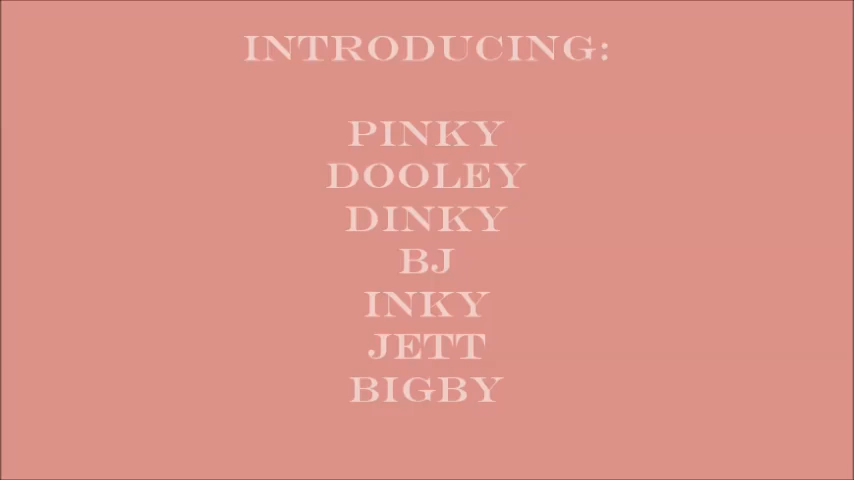 INTRODUCING:
PINKY
DOOLEY
DINKY
BJ
INKY
JETT
BIGBY